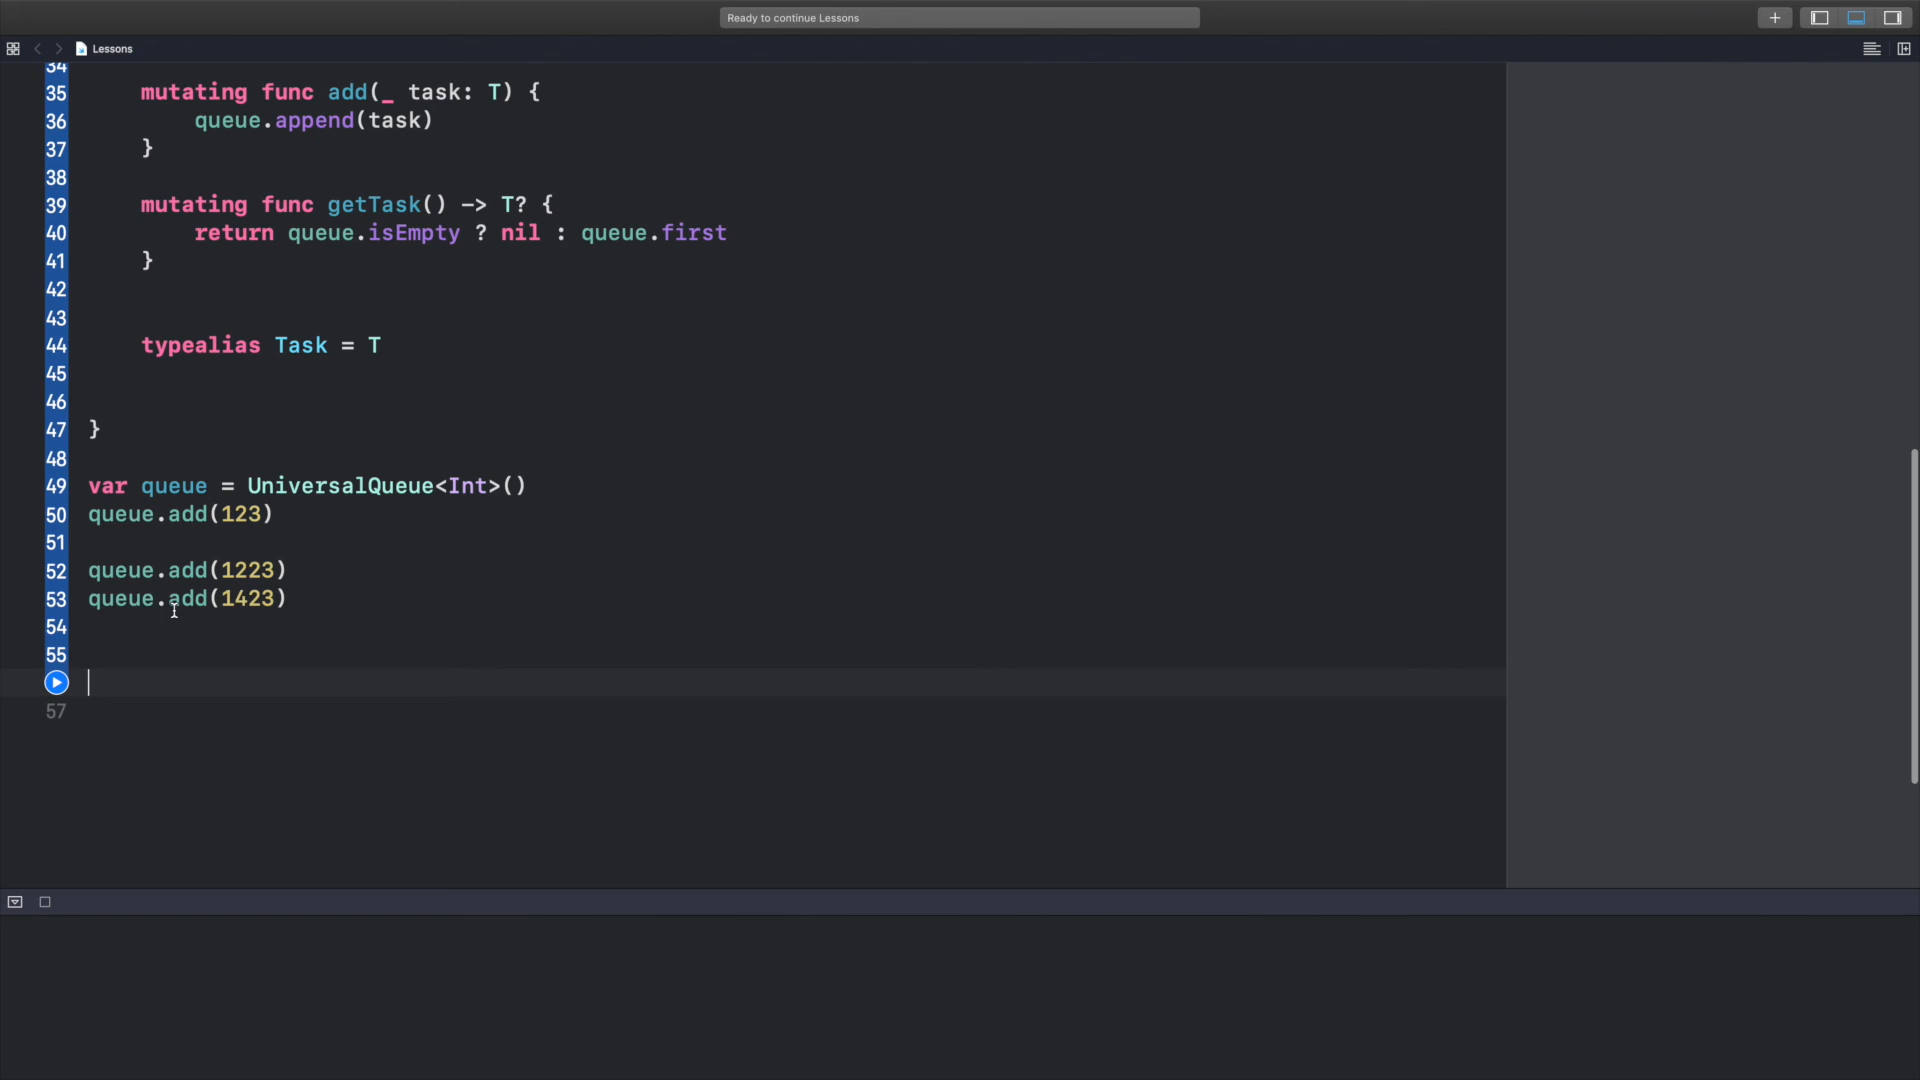 Ready to continue Lessons
Lessons
34
35 mutating func add(_ task: T) {
36 queue.append(task)
37 }
38
39 mutating func getTask() -> T? {
40 return queue.isEmpty ? nil : queue.first
41 }
42
43
44 typealias Task = T
45
46
47 }
48
49 var queue = UniversalQueue<Int>()
50 queue.add(123)
51
52 queue.add(1223)
53 queue.add(1423)
54
55
57